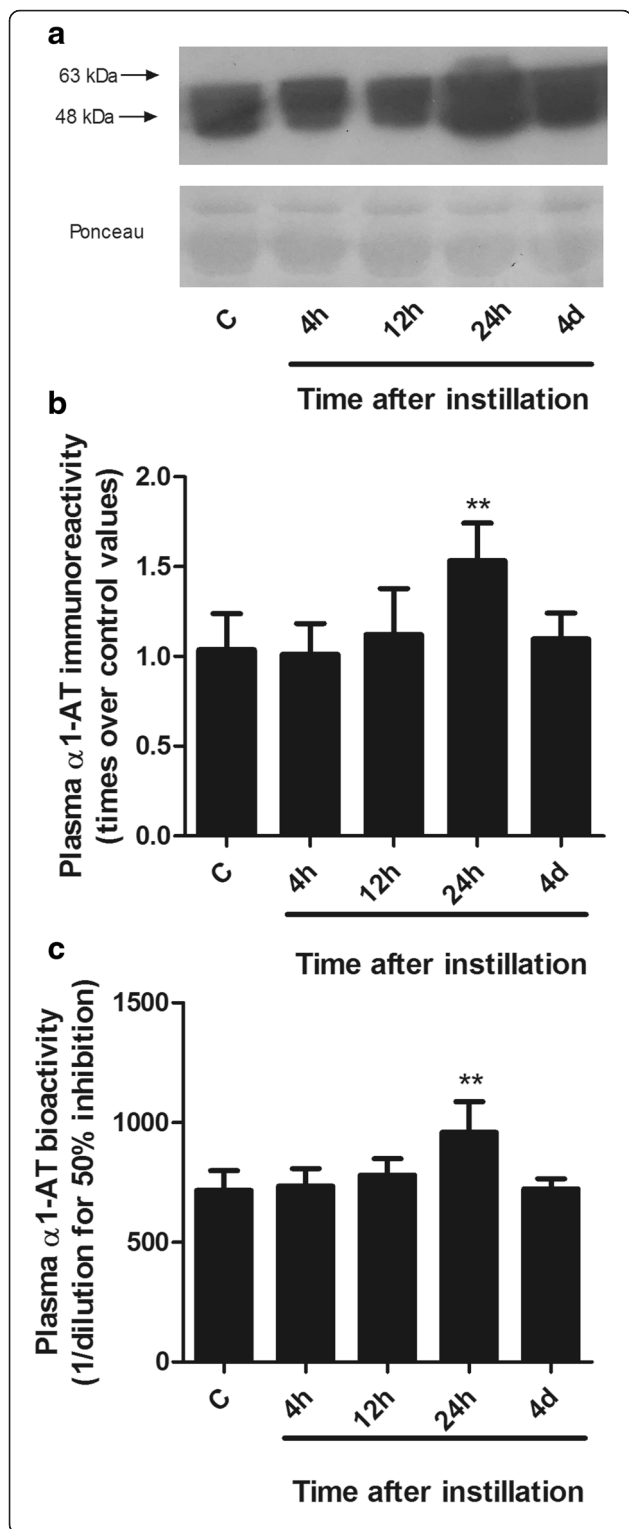 a
63 kDa
48 kDa
Ponceau
C 4h 12h 24h 4d
Time after instillation
b
Plasma α1-AT immunoreactivity
(times over control values)
2.0
1.5
1.0
0.5
0.0
**
C 4h 12h 24h 4d
Time after instillation
c
Plasma α1-AT bioactivity
(1/dilution for 50% inhibition)
1500
1000
500
0
**
C 4h 12h 24h 4d
Time after instillation